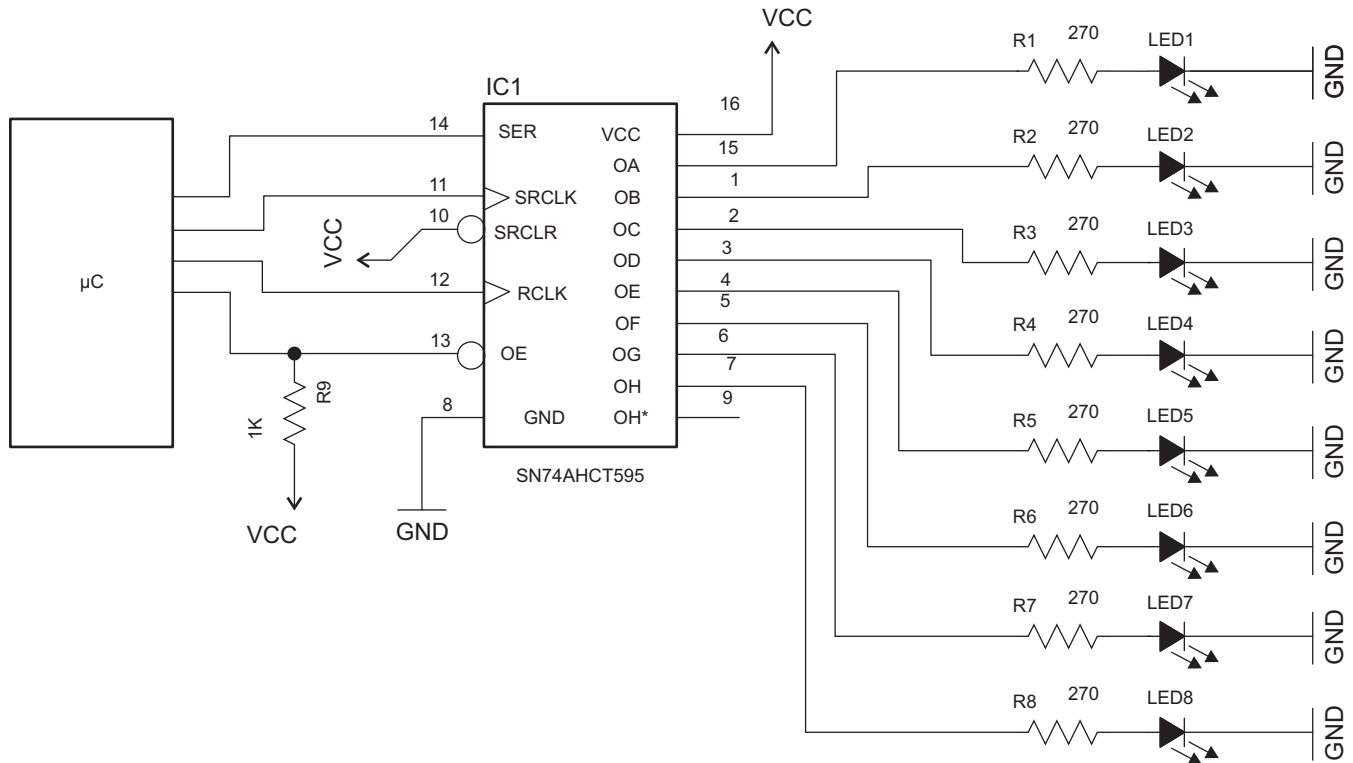 VCC
IC1
µC
14
SER
11
SRCLK
10
SRCLR
VCC
12
RCLK
13
OE
R9
1K
VCC
8
GND
GND
16
VCC
15
OA
1
OB
2
OC
3
OD
4
OE
5
OF
6
OG
7
OH
9
OH*
SN74AHCT595
R1 270 LED1
GND
R2 270 LED2
GND
R3 270 LED3
GND
R4 270 LED4
GND
R5 270 LED5
GND
R6 270 LED6
GND
R7 270 LED7
GND
R8 270 LED8
GND